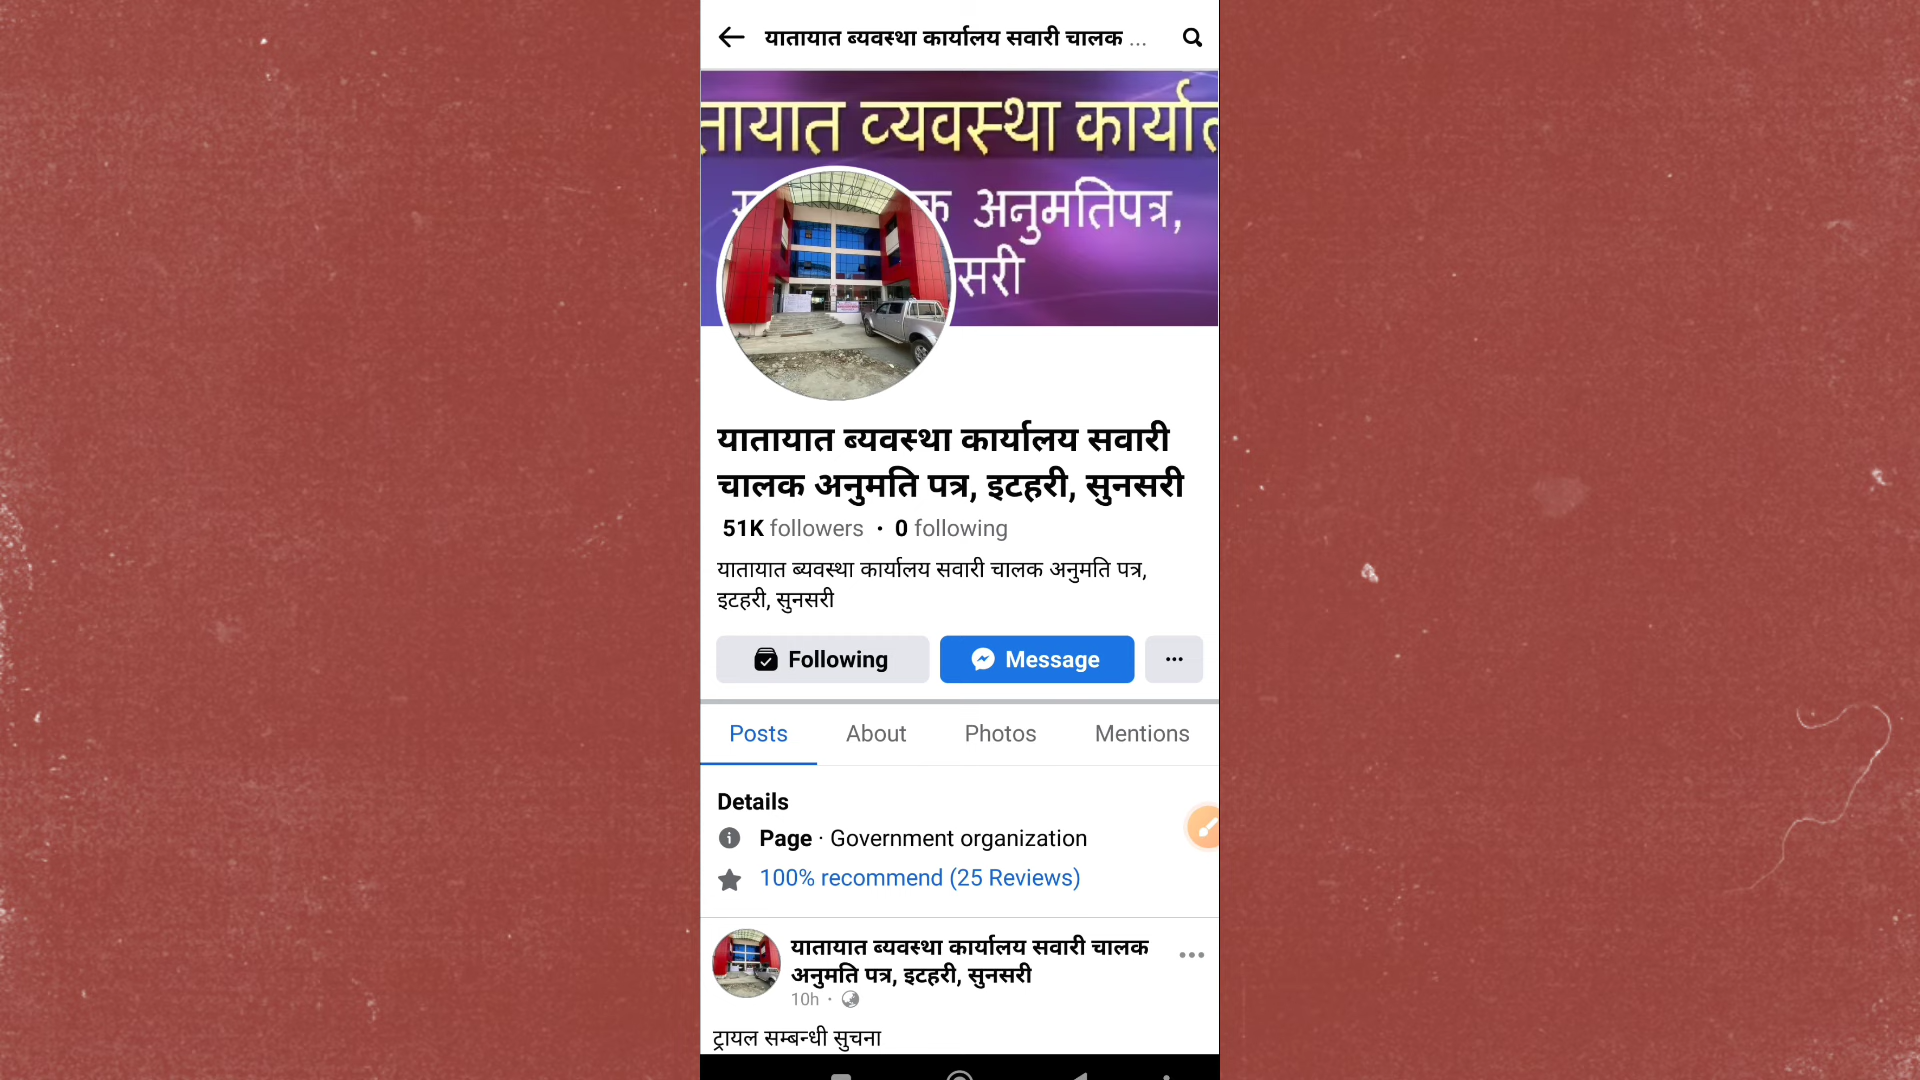 यातायात ब्यवस्था कार्यालय सवारी चालक ...
तायात व्यवस्था कार्या
अनुमतिपत्र,
सरी
यातायात ब्यवस्था कार्यालय सवारी
चालक अनुमति पत्र, इटहरी, सुनसरी
51K followers · 0 following
यातायात ब्यवस्था कार्यालय सवारी चालक अनुमति पत्र,
इटहरी, सुनसरी
Following
Message
Posts
About
Photos
Mentions
Details
Page · Government organization
100% recommend (25 Reviews)
यातायात ब्यवस्था कार्यालय सवारी चालक
अनुमति पत्र, इटहरी, सुनसरी
10h ·
ट्रायल सम्बन्धी सुचना